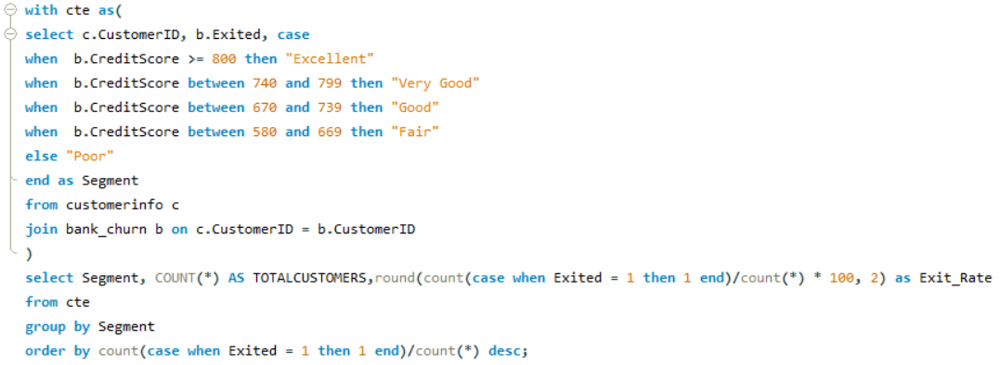 with cte as(
select c.CustomerID, b.Exited, case
when  b.CreditScore >= 800 then "Excellent"
when  b.CreditScore between 740 and 799 then "Very Good"
when  b.CreditScore between 670 and 739 then "Good"
when  b.CreditScore between 580 and 669 then "Fair"
else "Poor"
end as Segment
from customerinfo c
join bank_churn b on c.CustomerID = b.CustomerID
)
select Segment, COUNT(*) AS TOTALCUSTOMERS,round(count(case when Exited = 1 then 1 end)/count(*) * 100, 2) as Exit_Rate
from cte
group by Segment
order by count(case when Exited = 1 then 1 end)/count(*) desc;